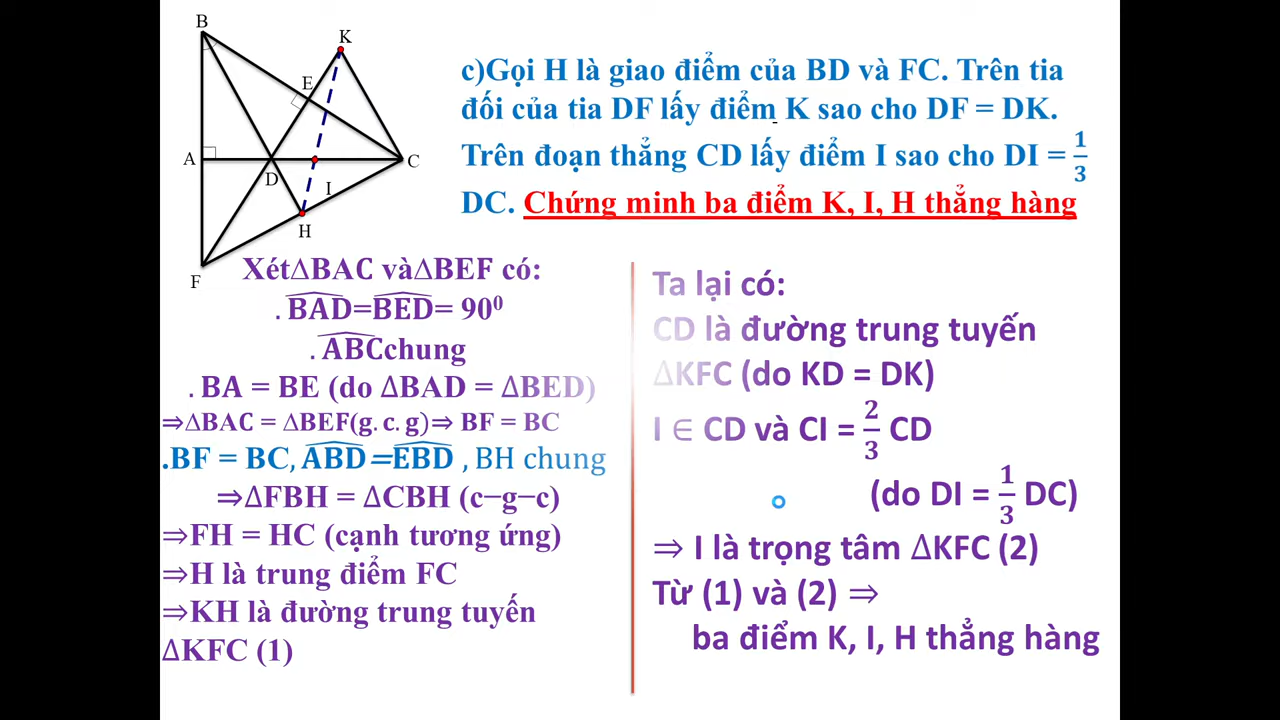 B
K
E
A
C
D
I
H
F
c)Gọi H là giao điểm của BD và FC. Trên tia
đối của tia DF lấy điểm K sao cho DF = DK.
Trên đoạn thẳng CD lấy điểm I sao cho DI = 1/3
DC. Chứng minh ba điểm K, I, H thẳng hàng
Xét∆BAC và∆BEF có:
. BAD=BED= 90⁰
. ABCchung
. BA = BE (do ∆BAD = ∆BED)
⇒∆BAC = ∆BEF(g.c.g)⇒ BF = BC
.BF = BC, ABD=EBD , BH chung
⇒∆FBH = ∆CBH (c−g−c)
⇒FH = HC (cạnh tương ứng)
⇒H là trung điểm FC
⇒KH là đường trung tuyến
∆KFC (1)
Ta lại có:
CD là đường trung tuyến
∆KFC (do KD = DK)
I ∈ CD và CI = 2/3 CD
(do DI = 1/3 DC)
⇒ I là trọng tâm ∆KFC (2)
Từ (1) và (2) ⇒
ba điểm K, I, H thẳng hàng